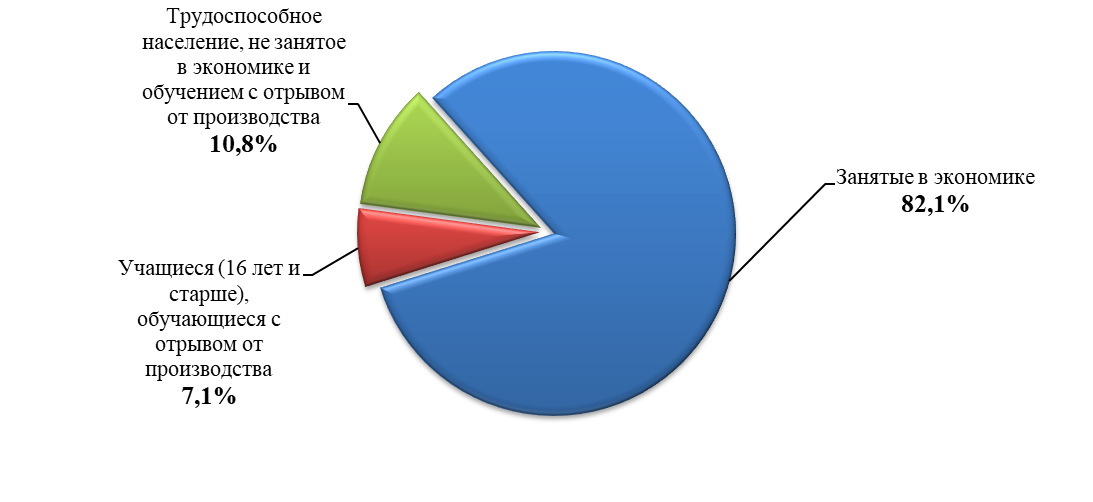 Трудоспособное
население, не занятое
в экономике и
обучением с отрывом
от производства
10,8%
Занятые в экономике
82,1%
Учащиеся (16 лет и
старше),
обучающиеся с
отрывом от
производства
7,1%